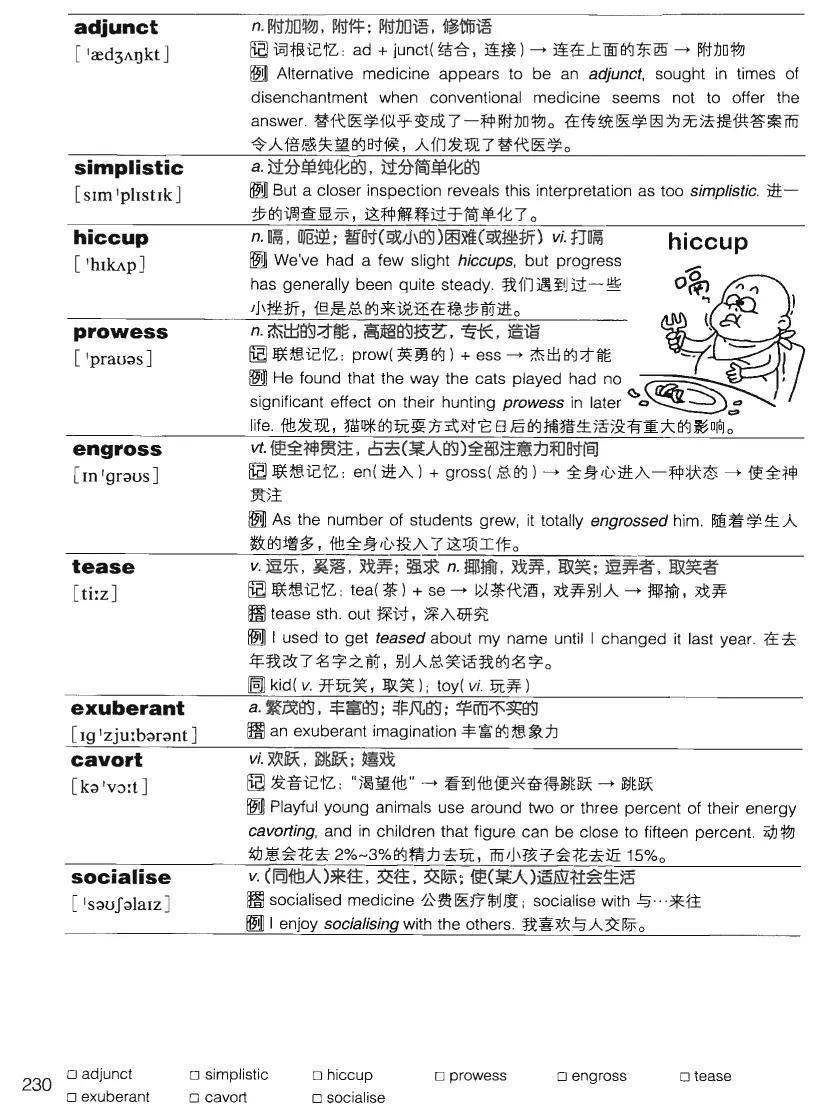 adjunct
[ ˈædʒʌŋkt ]
n. 附加物, 附件; 附加语, 修饰语
记 词根记忆: ad + junct(结合, 连接) → 连在上面的东西 → 附加物
例 Alternative medicine appears to be an adjunct, sought in times of
disenchantment when conventional medicine seems not to offer the
answer. 替代医学似乎变成了一种附加物。在传统医学因为无法提供答案而
令人倍感失望的时候, 人们发现了替代医学。
simplistic
[ sɪmˈplɪstɪk ]
a. 过分单纯化的, 过分简单化的
例 But a closer inspection reveals this interpretation as too simplistic. 进一
步的调查显示, 这种解释过于简单化了。
hiccup
[ ˈhɪkʌp ]
n. 嗝, 呃逆; 暂时(或小的)困难(或挫折) vi. 打嗝
例 We've had a few slight hiccups, but progress
has generally been quite steady. 我们遇到过一些
小挫折, 但是总的来说还在稳步前进。
hiccup
嗝
prowess
[ ˈpraʊəs ]
n. 杰出的才能, 高超的技艺, 专长, 造诣
记 联想记忆: prow(英勇的) + ess → 杰出的才能
例 He found that the way the cats played had no
significant effect on their hunting prowess in later
life. 他发现, 猫咪的玩耍方式对它日后的捕猎生活没有重大的影响。
engross
[ ɪnˈgrəʊs ]
vt. 使全神贯注, 占去(某人的)全部注意力和时间
记 联想记忆: en(进入) + gross(总的) → 全身心进入一种状态 → 使全神
贯注
例 As the number of students grew, it totally engrossed him. 随着学生人
数的增多, 他全身心投入了这项工作。
tease
[ tiːz ]
v. 逗乐, 奚落, 戏弄; 强求 n. 揶揄, 戏弄, 取笑; 逗弄者, 取笑者
记 联想记忆: tea(茶) + se → 以茶代酒, 戏弄别人 → 揶揄, 戏弄
搭 tease sth. out 探讨, 深入研究
例 I used to get teased about my name until I changed it last year. 在去
年我改了名字之前, 别人总笑话我的名字。
同 kid(v. 开玩笑, 取笑); toy(vi. 玩弄)
exuberant
[ ɪgˈzjuːbərənt ]
a. 繁茂的, 丰富的; 非凡的; 华而不实的
搭 an exuberant imagination 丰富的想象力
cavort
[ kəˈvɔːt ]
vi. 欢跃, 跳跃; 嬉戏
记 发音记忆: "渴望他" → 看到他便兴奋得跳跃 → 跳跃
例 Playful young animals use around two or three percent of their energy
cavorting, and in children that figure can be close to fifteen percent. 动物
幼崽会花去 2%~3%的精力去玩, 而小孩子会花去近 15%。
socialise
[ ˈsəʊʃəlaɪz ]
v. (同他人)来往, 交往, 交际; 使(某人)适应社会生活
搭 socialised medicine 公费医疗制度; socialise with 与…来往
例 I enjoy socialising with the others. 我喜欢与人交际。
230
□ adjunct □ simplistic □ hiccup □ prowess □ engross □ tease
□ exuberant □ cavort □ socialise